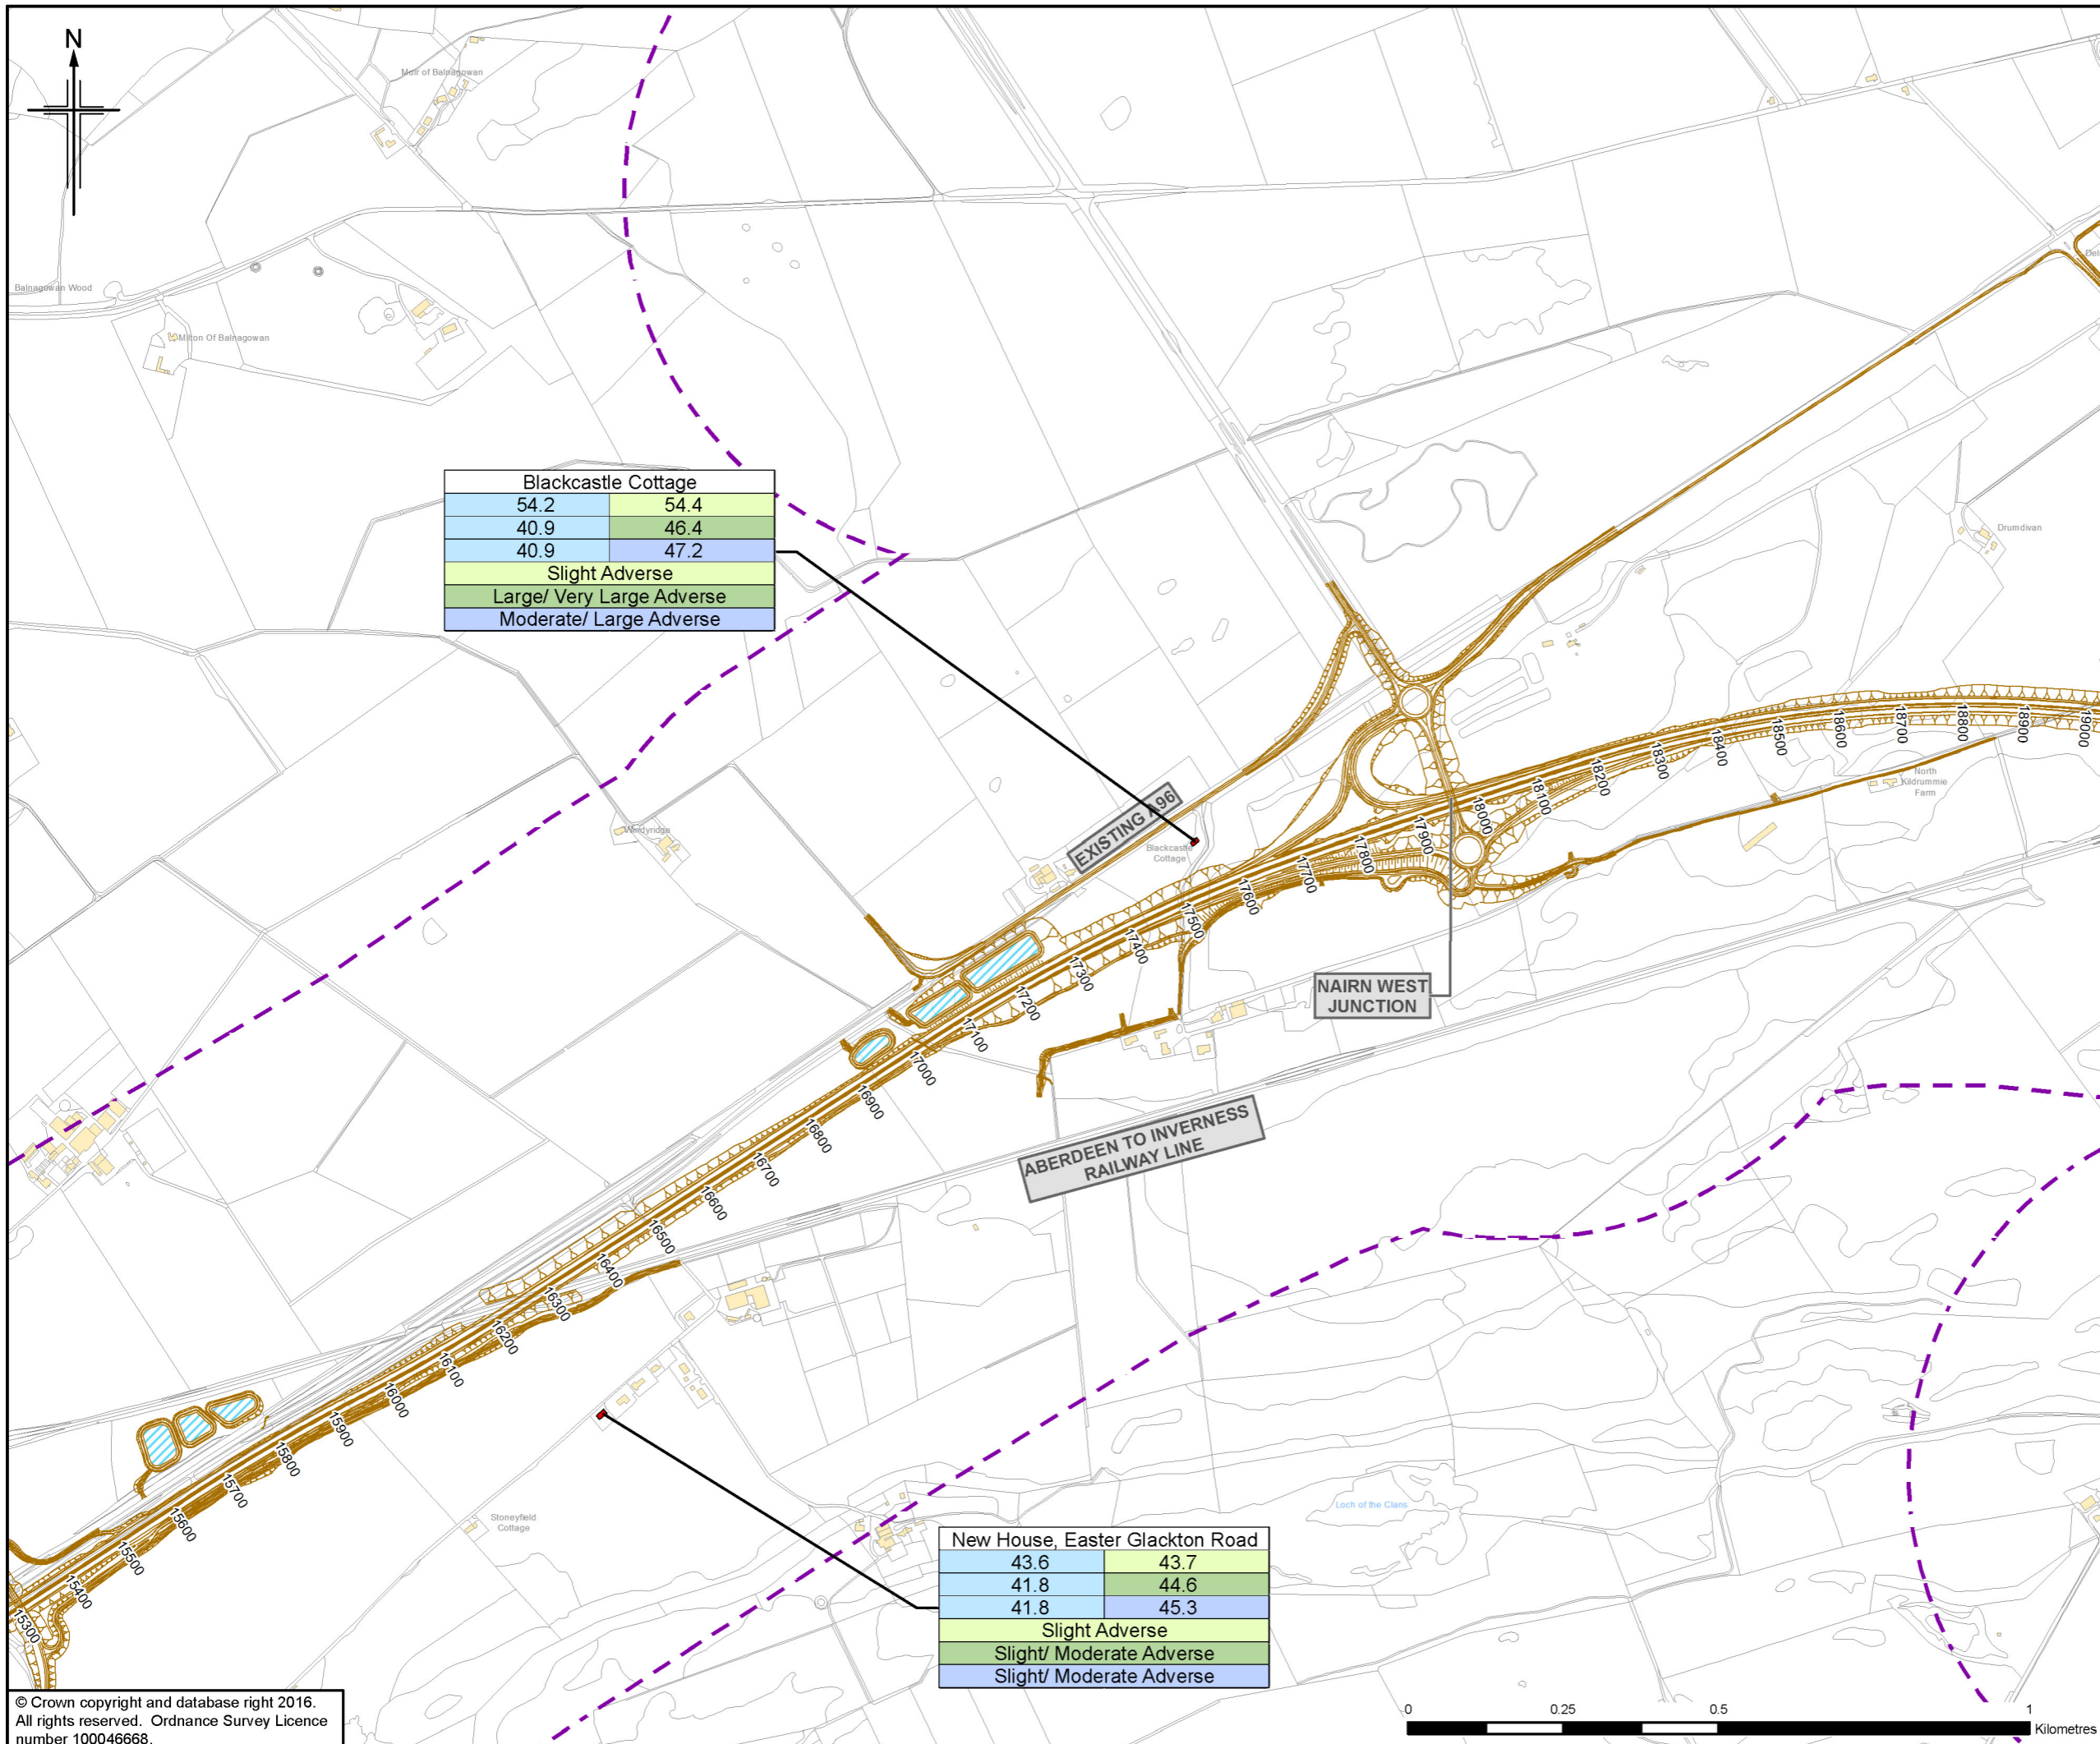 N
Muir of Balnagowan
Balnagowan Wood
Milton Of Balnagowan
Blackcastle Cottage
54.2 54.4
40.9 46.4
40.9 47.2
Slight Adverse
Large/ Very Large Adverse
Moderate/ Large Adverse
Drumdivan
Windyridge
EXISTING A96
Blackcastle
Cottage
North
Kildrummie
Farm
NAIRN WEST
JUNCTION
ABERDEEN TO INVERNESS
RAILWAY LINE
15300
15400
15500
15600
15700
15800
15900
16000
16100
16200
16300
16400
16500
16600
16700
16800
16900
17000
17100
17200
17300
17400
17500
17600
17700
17800
17900
18000
18100
18200
18300
18400
18500
18600
18700
18800
18900
19000
Stoneyfield
Cottage
Loch of the Clans
New House, Easter Glackton Road
43.6 43.7
41.8 44.6
41.8 45.3
Slight Adverse
Slight/ Moderate Adverse
Slight/ Moderate Adverse
© Crown copyright and database right 2016.
All rights reserved. Ordnance Survey Licence
number 100046668.
0 0.25 0.5 1
Kilometres